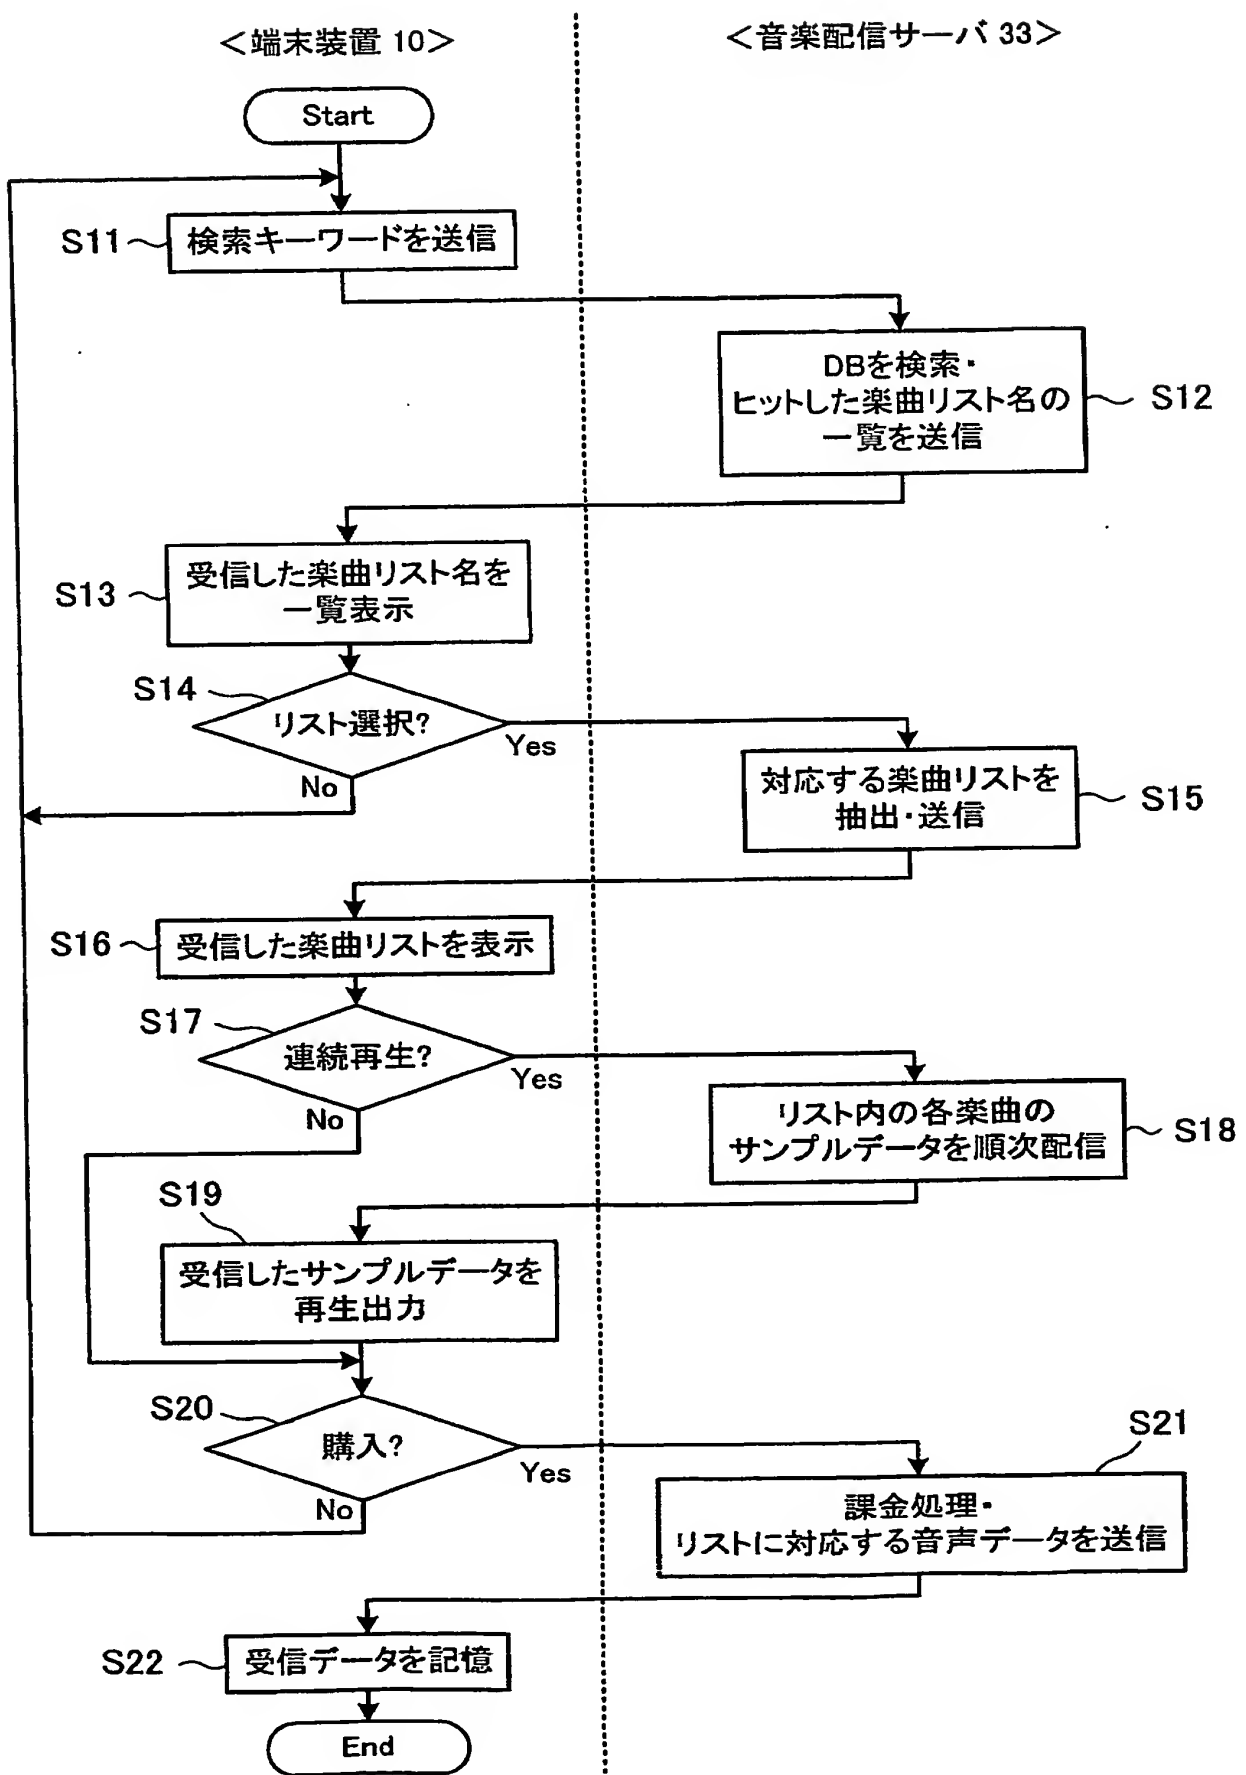 <端末装置 10>
<音楽配信サーバ 33>
Start
S11
検索キーワードを送信
DBを検索・
ヒットした楽曲リスト名の
一覧を送信
S12
S13
受信した楽曲リスト名を
一覧表示
S14
リスト選択?
Yes
No
対応する楽曲リストを
抽出・送信
S15
S16
受信した楽曲リストを表示
S17
連続再生?
Yes
No
リスト内の各楽曲の
サンプルデータを順次配信
S18
S19
受信したサンプルデータを
再生出力
S20
購入?
Yes
No
S21
課金処理・
リストに対応する音声データを送信
S22
受信データを記憶
End